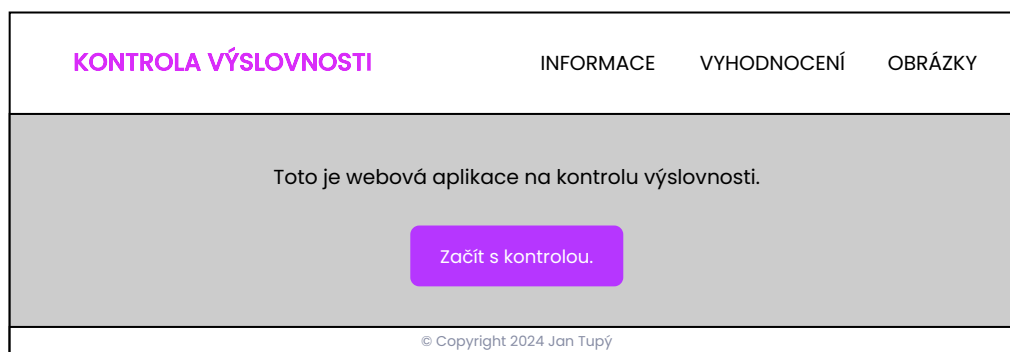 KONTROLA VÝSLOVNOSTI INFORMACE VYHODNOCENÍ OBRÁZKY
Toto je webová aplikace na kontrolu výslovnosti.
Začít s kontrolou.
© Copyright 2024 Jan Tupý